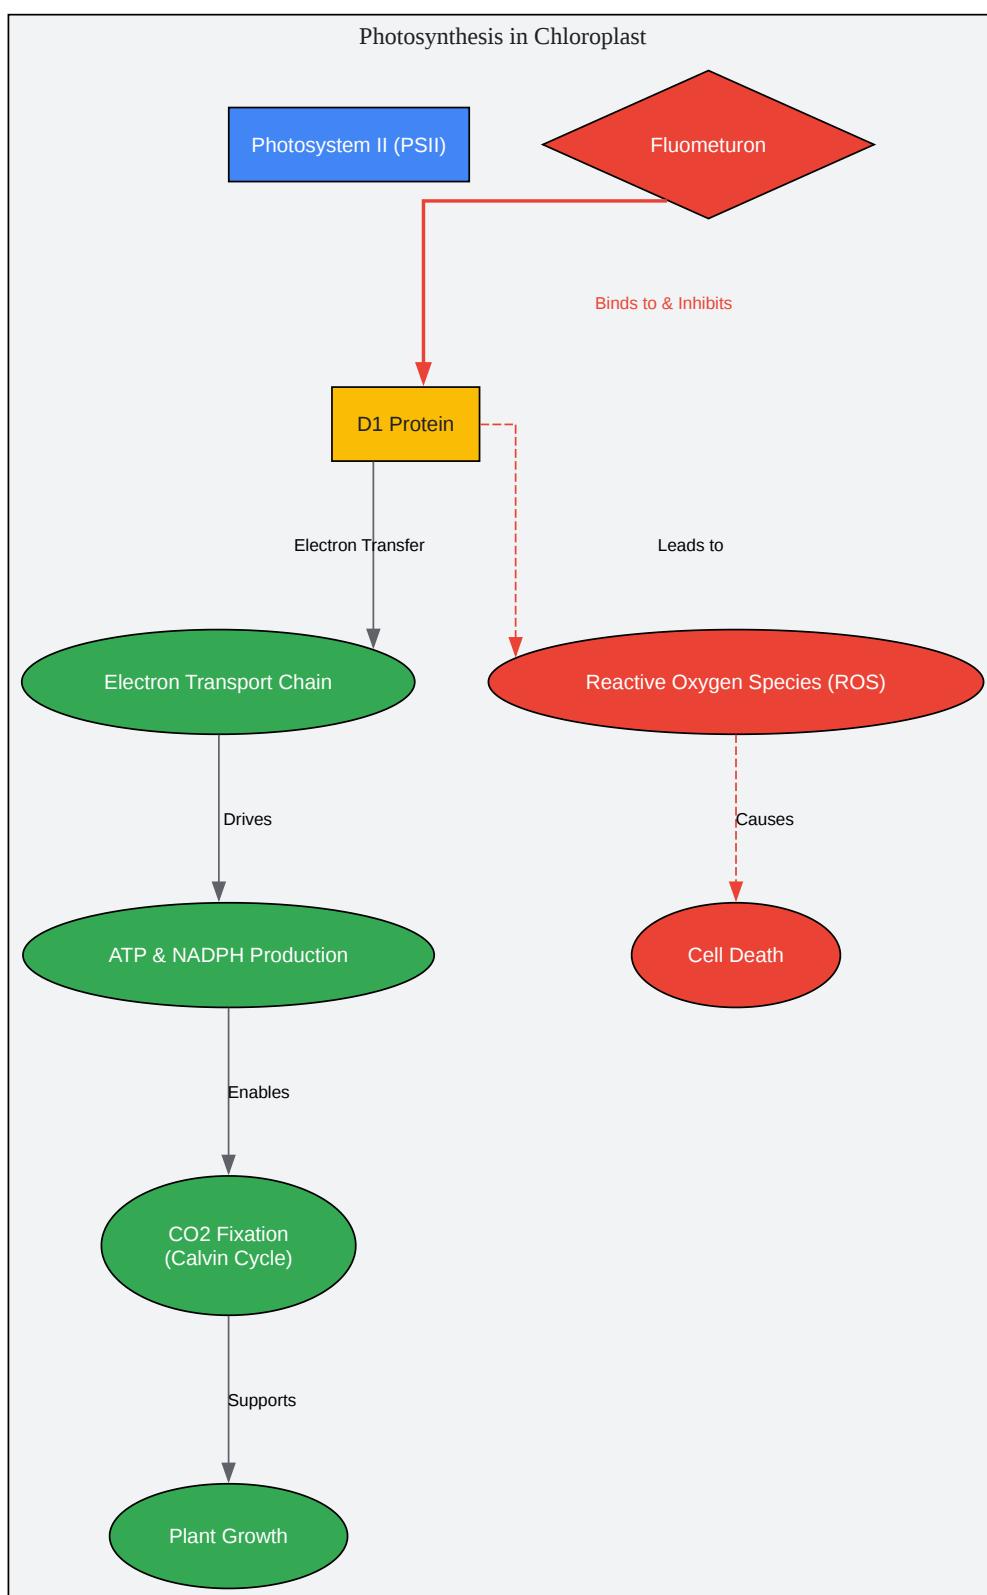 Photosynthesis in Chloroplast
Photosystem II (PSII)
Fluometuron
Binds to & Inhibits
D1 Protein
Electron Transfer
Leads to
Electron Transport Chain
Reactive Oxygen Species (ROS)
Drives
Causes
ATP & NADPH Production
Cell Death
Enables
CO2 Fixation
(Calvin Cycle)
Supports
Plant Growth